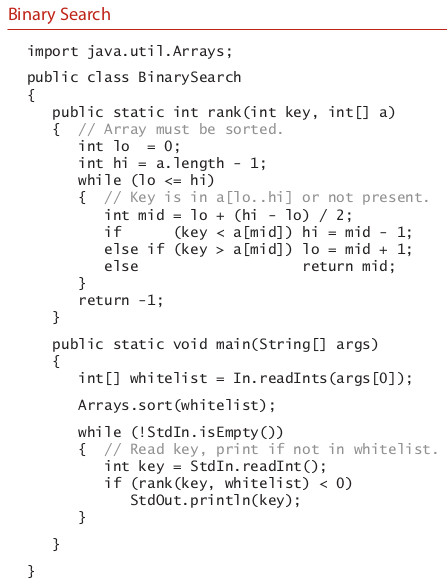 Binary Search
import java.util.Arrays;
public class BinarySearch
{
   public static int rank(int key, int[] a)
   {  // Array must be sorted.
      int lo  = 0;
      int hi = a.length - 1;
      while (lo <= hi)
      {  // Key is in a[lo..hi] or not present.
         int mid = lo + (hi - lo) / 2;
         if      (key < a[mid]) hi = mid - 1;
         else if (key > a[mid]) lo = mid + 1;
         else                   return mid;
      }
      return -1;
   }
   public static void main(String[] args)
   {
      int[] whitelist = In.readInts(args[0]);
      Arrays.sort(whitelist);
      while (!StdIn.isEmpty())
      {  // Read key, print if not in whitelist.
         int key = StdIn.readInt();
         if (rank(key, whitelist) < 0)
            StdOut.println(key);
      }
   }
}